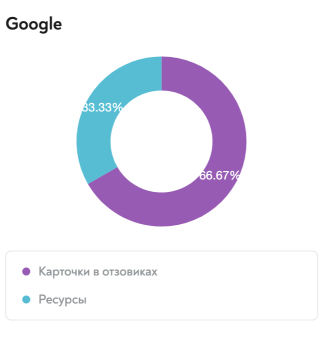 Google
33.33%
66.67%
Карточки в отзовиках
Ресурсы